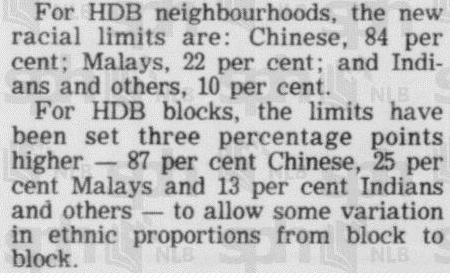 For HDB neighbourhoods, the new
racial limits are: Chinese, 84 per
cent; Malays, 22 per cent; and Indi-
ans and others, 10 per cent.
For HDB blocks, the limits have
been set three percentage points
higher — 87 per cent Chinese, 25 per
cent Malays and 13 per cent Indians
and others — to allow some variation
in ethnic proportions from block to
block.